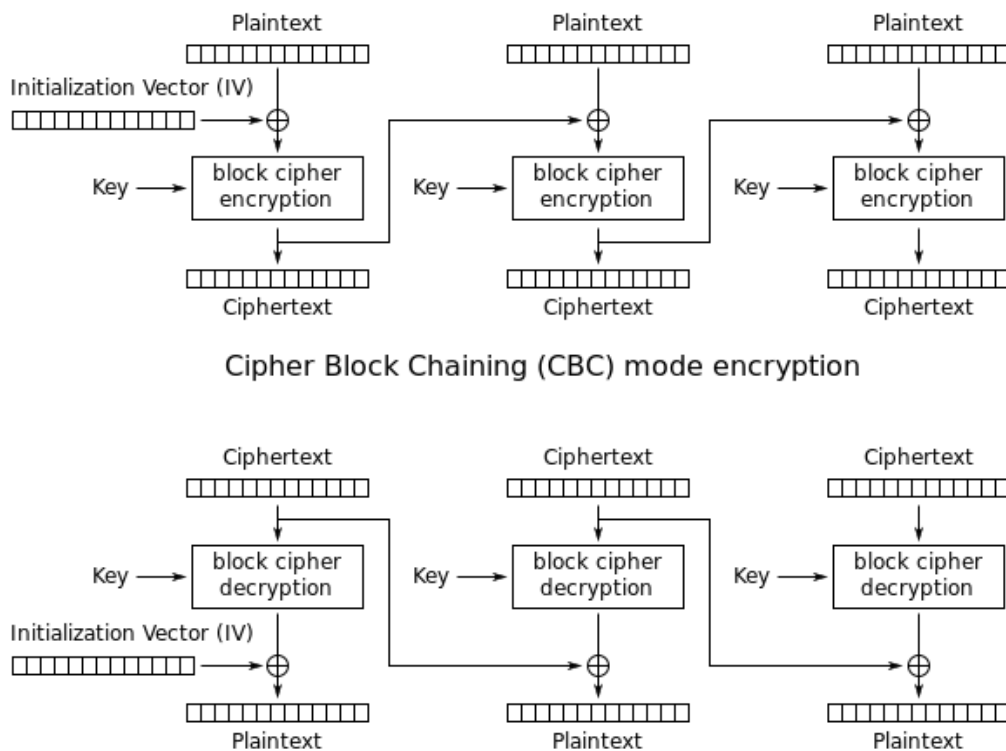 Plaintext Plaintext Plaintext
Initialization Vector (IV)
Key block cipher encryption Key block cipher encryption Key block cipher encryption
Ciphertext Ciphertext Ciphertext
Cipher Block Chaining (CBC) mode encryption
Ciphertext Ciphertext Ciphertext
Key block cipher decryption Key block cipher decryption Key block cipher decryption
Initialization Vector (IV)
Plaintext Plaintext Plaintext